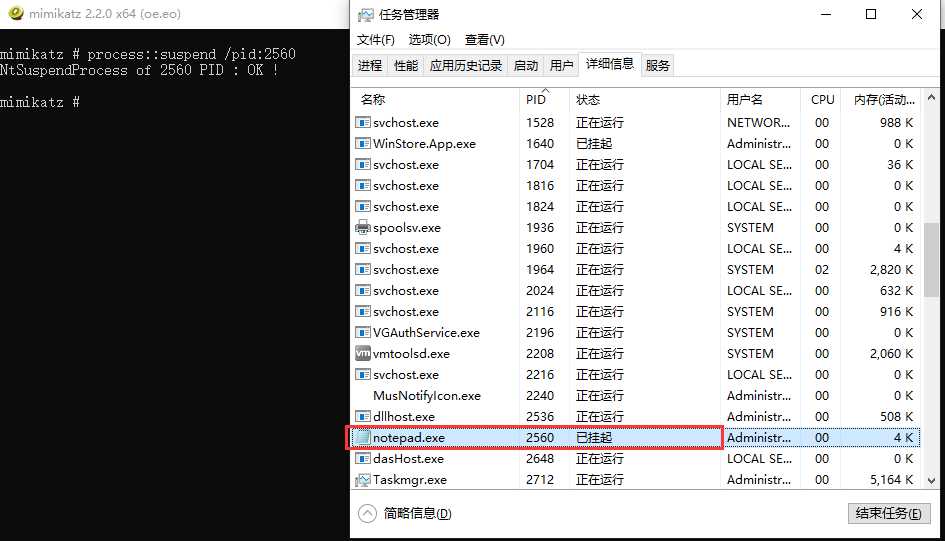 mimikatz 2.2.0 x64 (oe.eo)
mimikatz # process::suspend /pid:2560
NtSuspendProcess of 2560 PID : OK !
mimikatz #
任务管理器
文件(F) 选项(O) 查看(V)
进程 性能 应用历史记录 启动 用户 详细信息 服务
名称 PID 状态 用户名 CPU 内存(活动...
svchost.exe 1528 正在运行 NETWOR... 00 988 K
WinStore.App.exe 1640 已挂起 Administr... 00 0 K
svchost.exe 1704 正在运行 LOCAL SE... 00 36 K
svchost.exe 1816 正在运行 LOCAL SE... 00 0 K
svchost.exe 1824 正在运行 LOCAL SE... 00 0 K
spoolsv.exe 1936 正在运行 SYSTEM 00 0 K
svchost.exe 1960 正在运行 LOCAL SE... 00 4 K
svchost.exe 1964 正在运行 SYSTEM 02 2,820 K
svchost.exe 2024 正在运行 LOCAL SE... 00 632 K
svchost.exe 2116 正在运行 SYSTEM 00 916 K
VGAuthService.exe 2196 正在运行 SYSTEM 00 0 K
vm vmtoolsd.exe 2208 正在运行 SYSTEM 00 2,060 K
svchost.exe 2216 正在运行 LOCAL SE... 00 0 K
MusNotifyIcon.exe 2240 正在运行 Administr... 00 0 K
dllhost.exe 2536 正在运行 Administr... 00 508 K
notepad.exe 2560 已挂起 Administr... 00 4 K
dasHost.exe 2648 正在运行 LOCAL SE... 00 0 K
Taskmgr.exe 2712 正在运行 Administr... 00 5,164 K
简略信息(D) 结束任务(E)